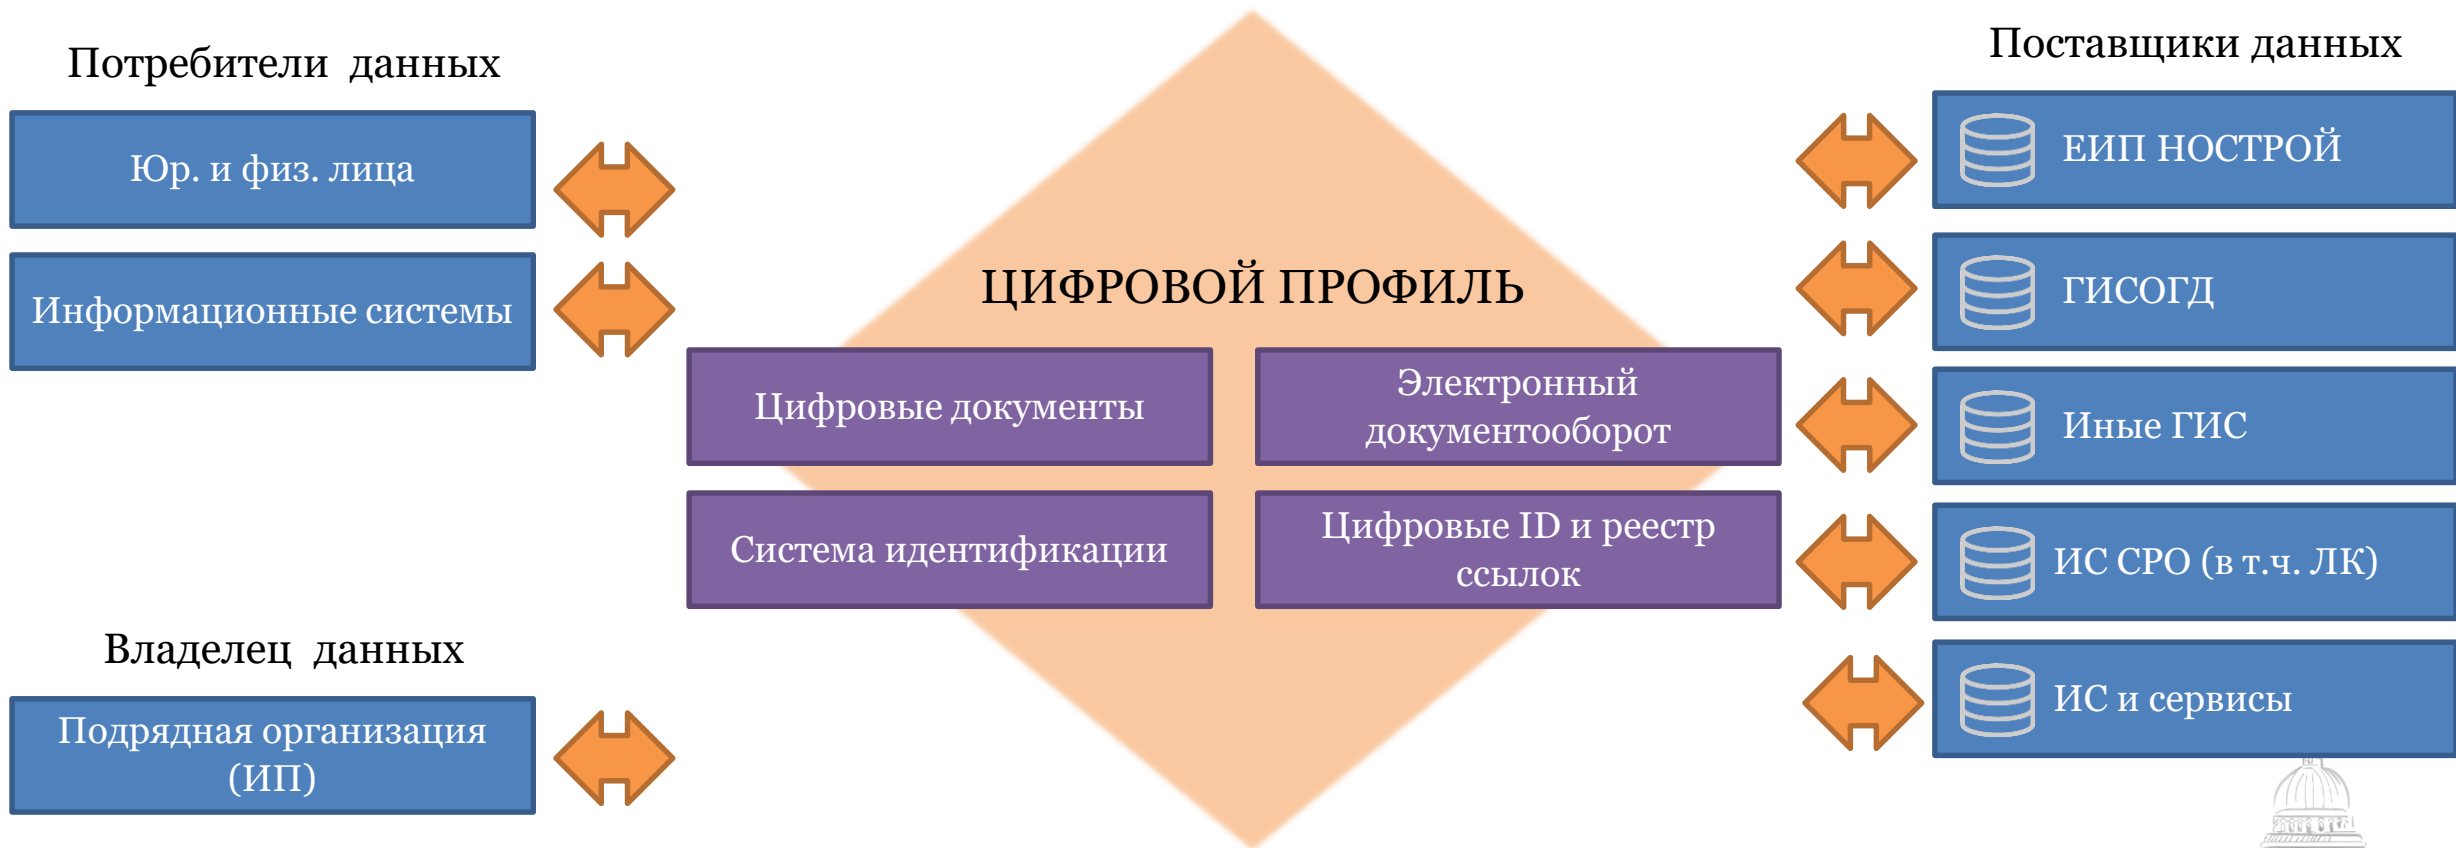 Потребители данных
Юр. и физ. лица
Информационные системы
Владелец данных
Подрядная организация
(ИП)
ЦИФРОВОЙ ПРОФИЛЬ
Цифровые документы
Электронный
документооборот
Система идентификации
Цифровые ID и реестр
ссылок
Поставщики данных
ЕИП НОСТРОЙ
ГИСОГД
Иные ГИС
ИС СРО (в т.ч. ЛК)
ИС и сервисы